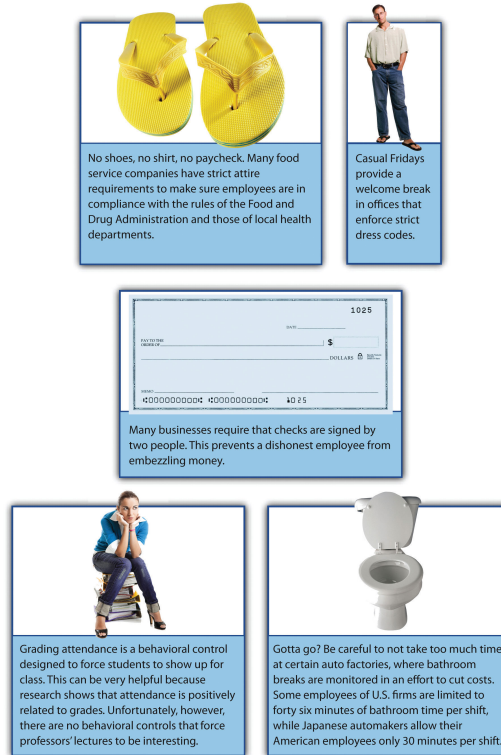 No shoes, no shirt, no paycheck. Many food
service companies have strict attire
requirements to make sure employees are in
compliance with the rules of the Food and
Drug Administration and those of local health
departments.
Casual Fridays
provide a
welcome break
in offices that
enforce strict
dress codes.
1025
DATE
PAY TO THE
ORDER OF
$
DOLLARS
MEMO
⑆000000000⑆ ⑆000000000⑆ 1025
Many businesses require that checks are signed by
two people. This prevents a dishonest employee from
embezzling money.
Grading attendance is a behavioral control
designed to force students to show up for
class. This can be very helpful because
research shows that attendance is positively
related to grades. Unfortunately, however,
there are no behavioral controls that force
professors' lectures to be interesting.
Gotta go? Be careful to not take too much time
at certain auto factories, where bathroom
breaks are monitored in an effort to cut costs.
Some employees of U.S. firms are limited to
forty six minutes of bathroom time per shift,
while Japanese automakers allow their
American employees only 30 minutes per shift.